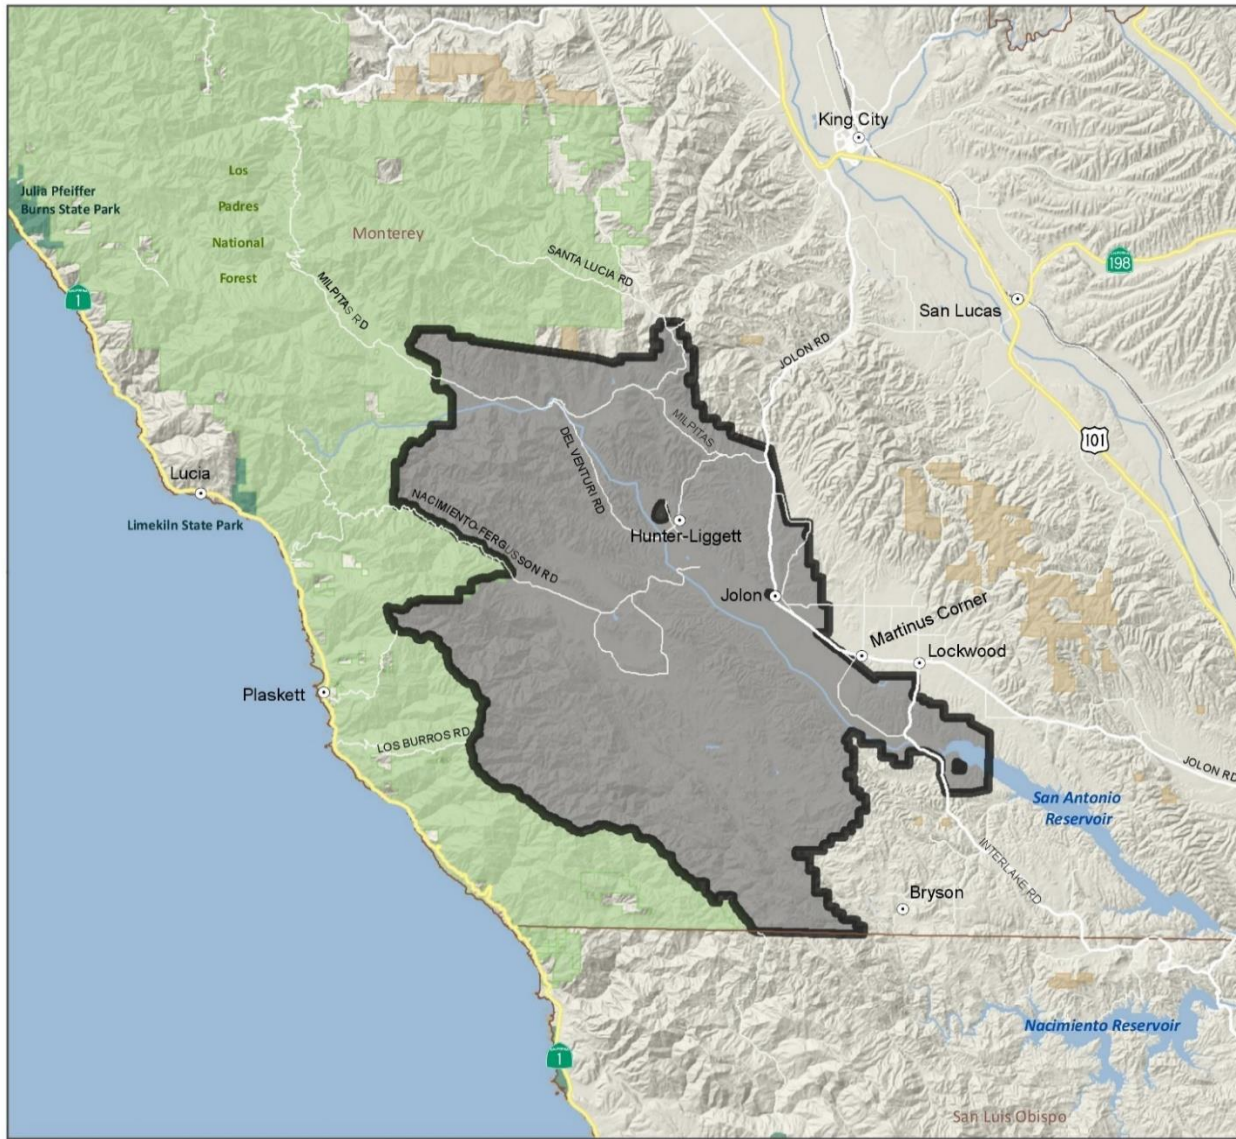 King City
Los
Padres
National
Forest
Julia Pfeiffer
Burns State Park
Monterey
SANTA LUCIA RD
198
MILPITAS RD
1
San Lucas
JOLON RD
MILPITAS
DEL VENTURI RD
101
Lucia
NACIMIENTO-FERGUSSON RD
Limekiln State Park
Hunter-Liggett
Jolon
Martinus Corner
Lockwood
Plaskett
LOS BURROS RD
JOLON RD
San Antonio
Reservoir
INTERLAKE RD
Bryson
Nacimiento Reservoir
1
San Luis Obispo